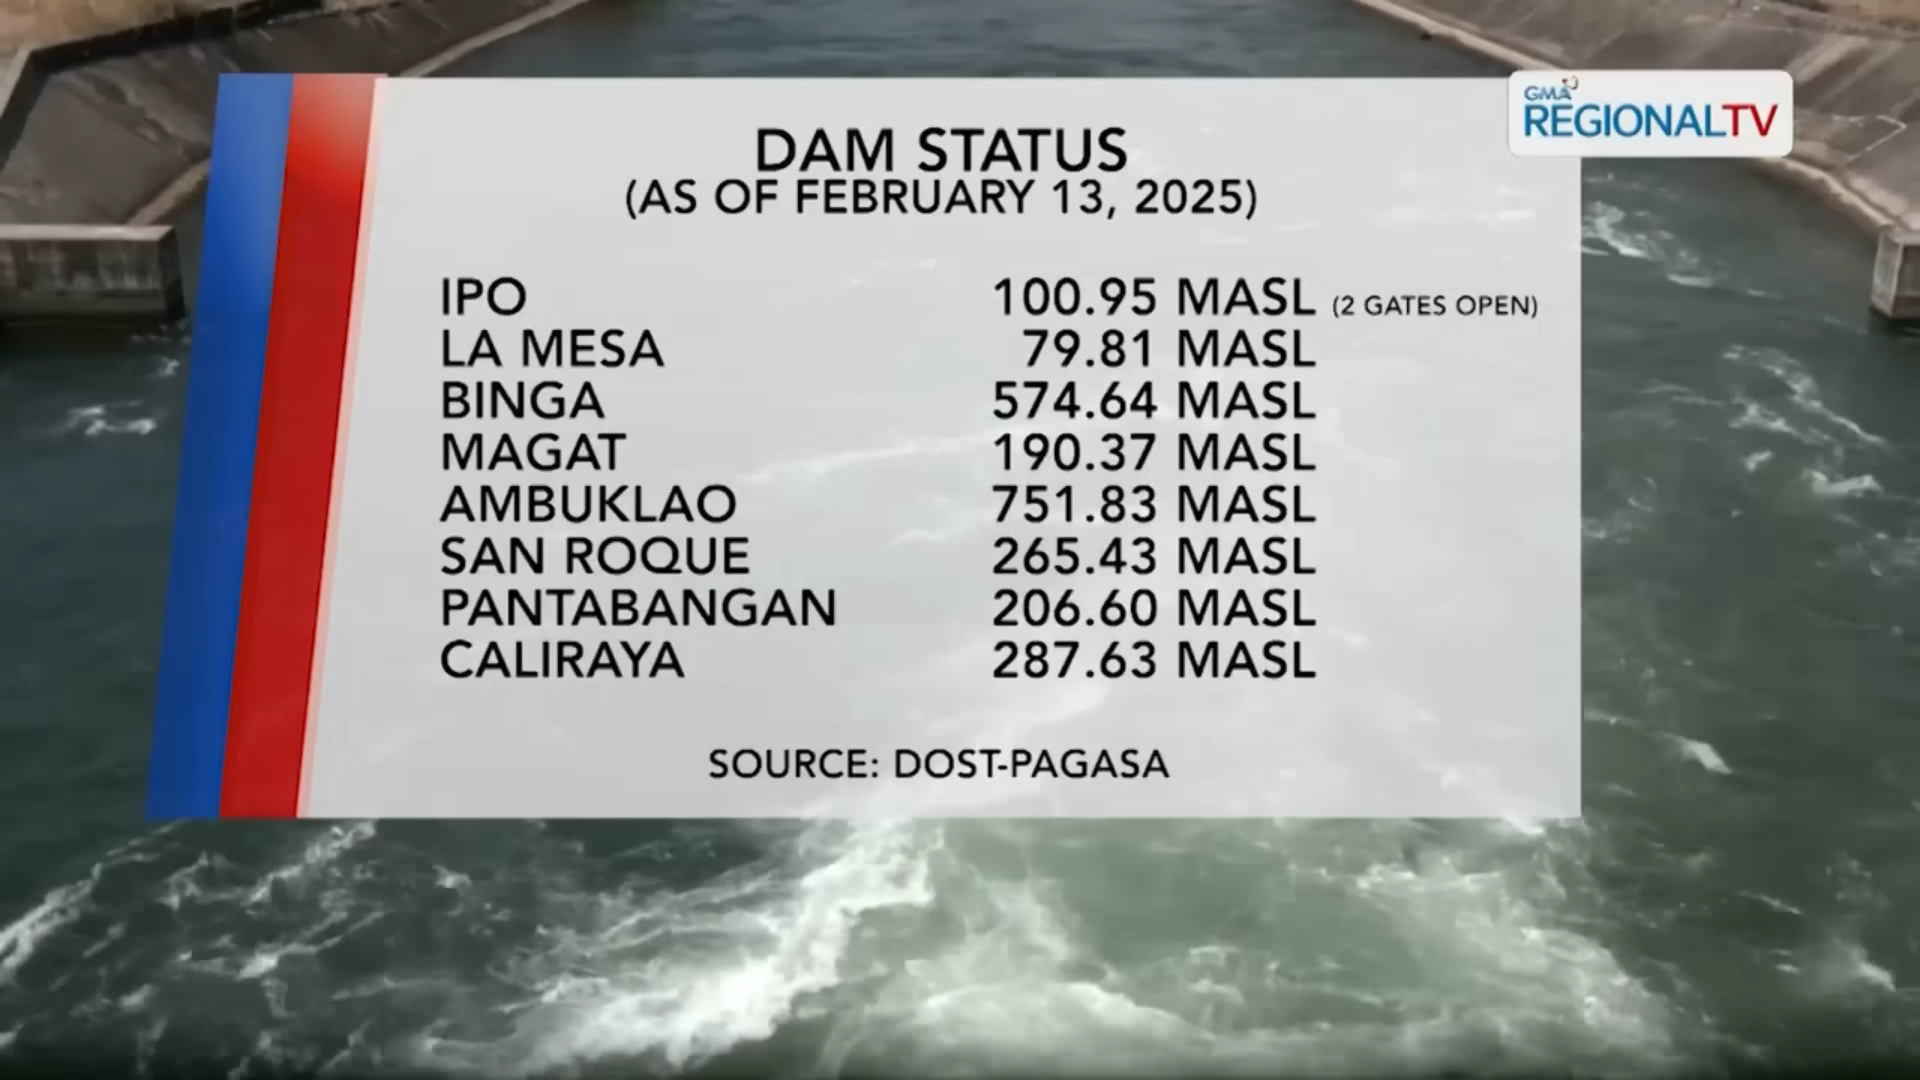 GMA
REGIONALTV
DAM STATUS
(AS OF FEBRUARY 13, 2025)
IPO 100.95 MASL (2 GATES OPEN)
LA MESA 79.81 MASL
BINGA 574.64 MASL
MAGAT 190.37 MASL
AMBUKLAO 751.83 MASL
SAN ROQUE 265.43 MASL
PANTABANGAN 206.60 MASL
CALIRAYA 287.63 MASL
SOURCE: DOST-PAGASA